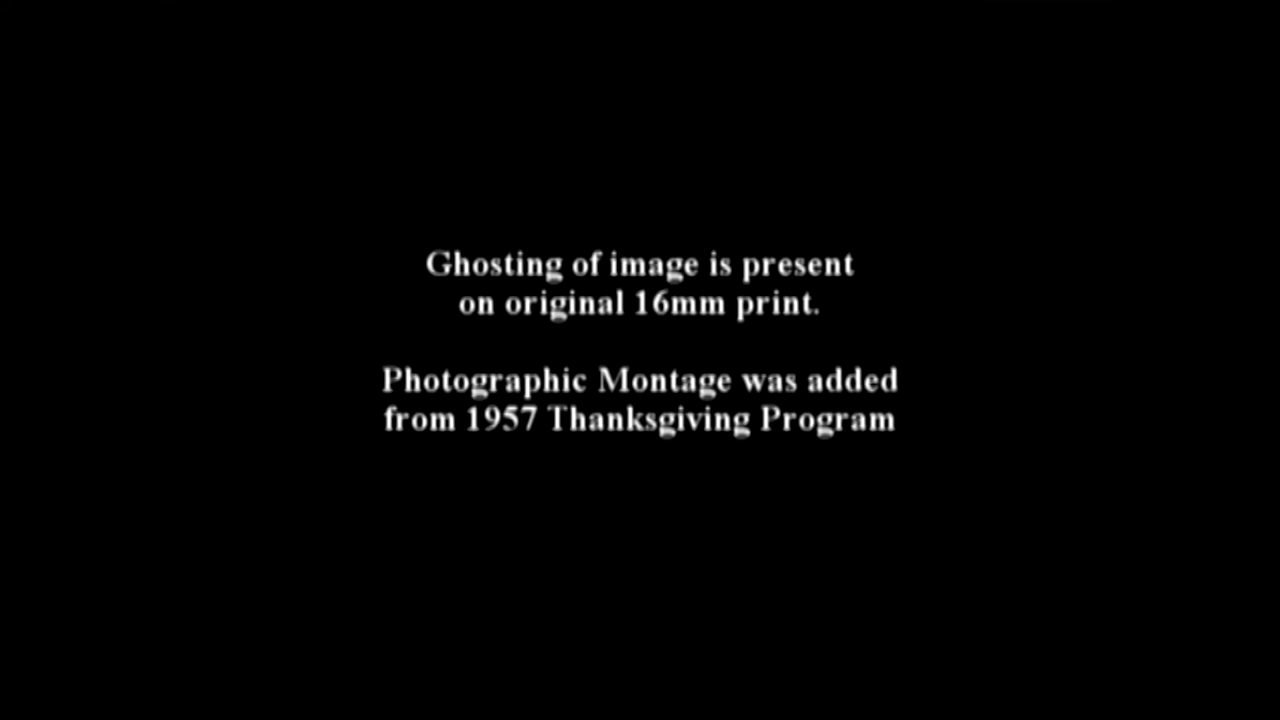 Ghosting of image is present
on original 16mm print.
Photographic Montage was added
from 1957 Thanksgiving Program